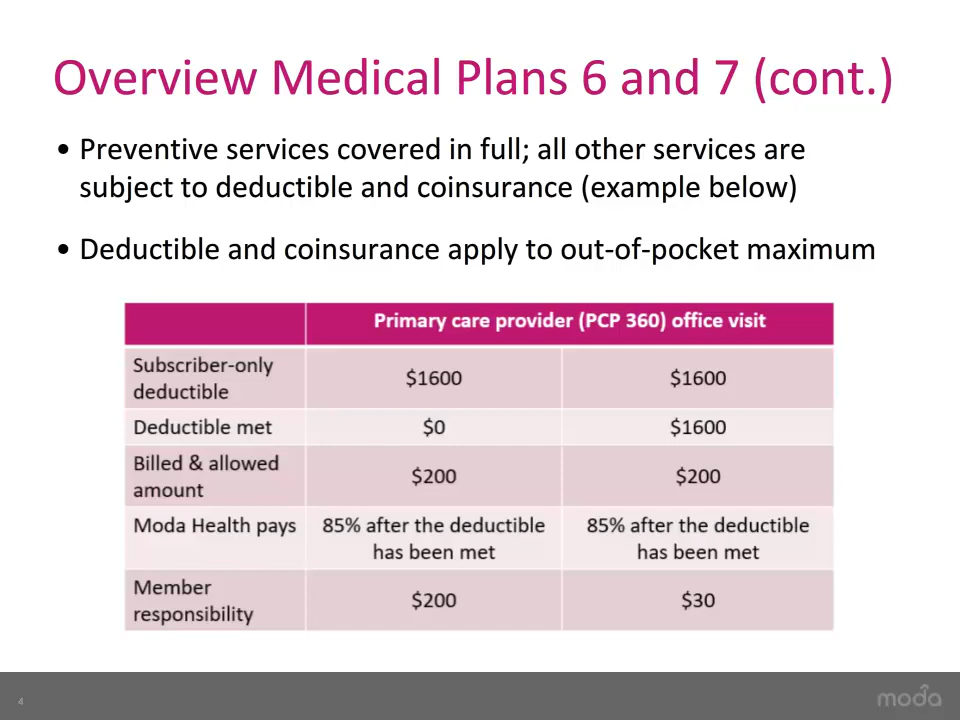 Overview Medical Plans 6 and 7 (cont.)
• Preventive services covered in full; all other services are
subject to deductible and coinsurance (example below)
• Deductible and coinsurance apply to out-of-pocket maximum
Primary care provider (PCP 360) office visit
Subscriber-only
deductible
$1600
$1600
Deductible met
$0
$1600
Billed & allowed
amount
$200
$200
Moda Health pays
85% after the deductible
has been met
85% after the deductible
has been met
Member
responsibility
$200
$30
4
moda